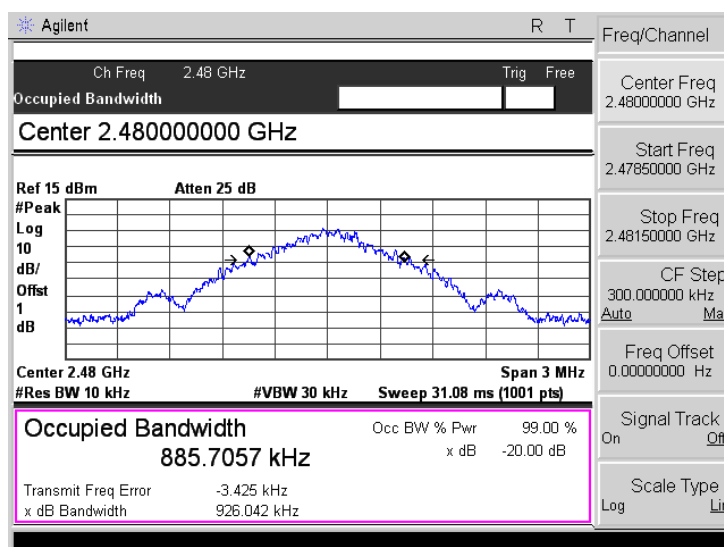 Agilent R T
Ch Freq 2.48 GHz Trig Free
Occupied Bandwidth
Center 2.480000000 GHz
Ref 15 dBm Atten 25 dB
#Peak
Log
10
dB/
Offst
1
dB
Center 2.48 GHz Span 3 MHz
#Res BW 10 kHz #VBW 30 kHz Sweep 31.08 ms (1001 pts)
Occupied Bandwidth Occ BW % Pwr 99.00 %
885.7057 kHz x dB -20.00 dB
Transmit Freq Error -3.425 kHz
x dB Bandwidth 926.042 kHz
Freq/Channel
Center Freq
2.48000000 GHz
Start Freq
2.47850000 GHz
Stop Freq
2.48150000 GHz
CF Step
300.000000 kHz
Auto Ma
Freq Offset
0.00000000 Hz
Signal Track
On Off
Scale Type
Log Li